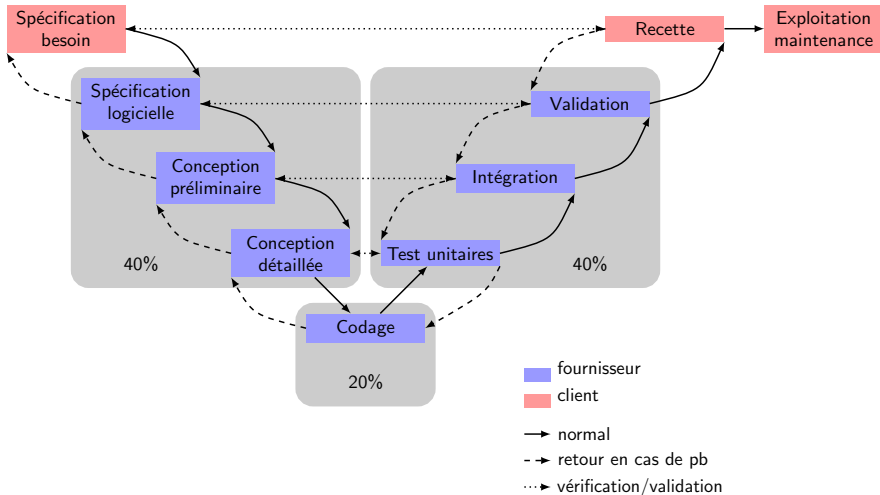 Spécification
besoin
Recette
Exploitation
maintenance
Spécification
logicielle
Validation
Conception
préliminaire
Intégration
Conception
détaillée
Test unitaires
40%
40%
Codage
20%
fournisseur
client
normal
retour en cas de pb
vérification/validation